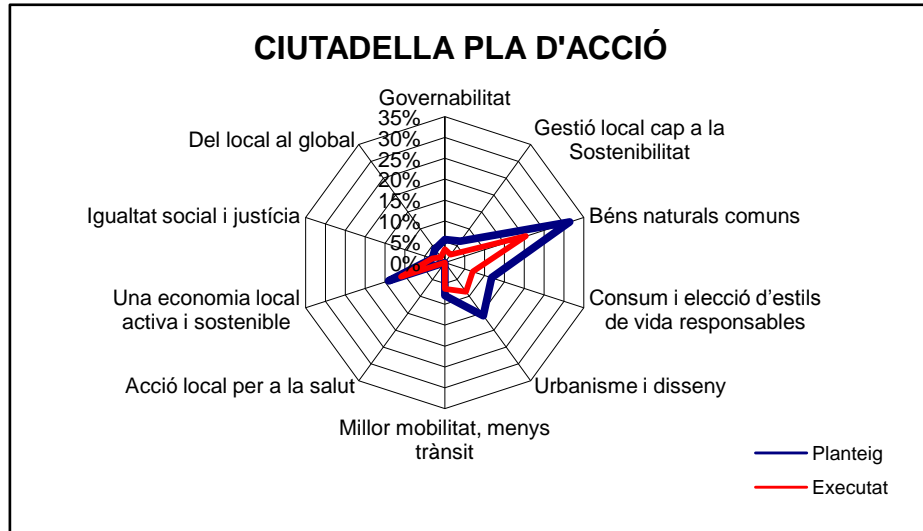 CIUTADELLA PLA D'ACCIÓ
Governabilitat
35%
30%
25%
20%
15%
10%
5%
0%
Gestió local cap a la
Sostenibilitat
Béns naturals comuns
Consum i elecció d’estils
de vida responsables
Urbanisme i disseny
Millor mobilitat, menys
trànsit
Acció local per a la salut
Una economia local
activa i sostenible
Igualtat social i justícia
Del local al global
Planteig
Executat